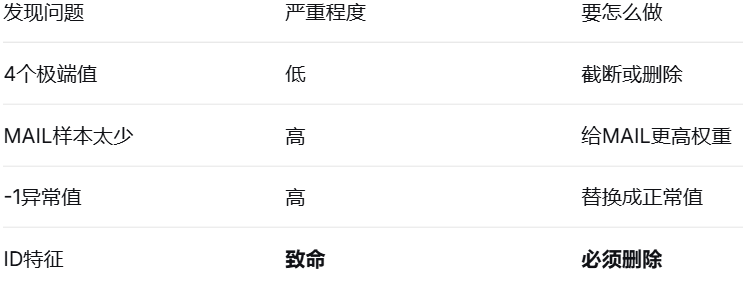 发现问题 严重程度 要怎么做
4个极端值 低 截断或删除
MAIL样本太少 高 给MAIL更高权重
-1异常值 高 替换成正常值
ID特征 致命 必须删除